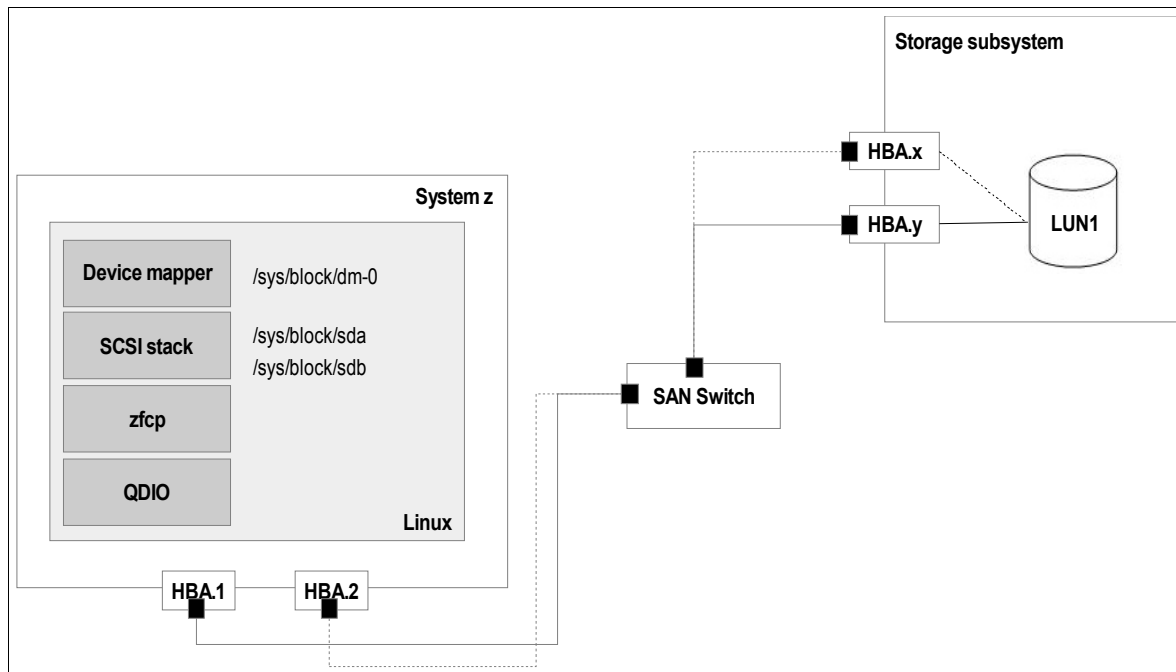 Storage subsystem
HBA.x
HBA.y
LUN1
System z
Device mapper
/sys/block/dm-0
SCSI stack
/sys/block/sda
/sys/block/sdb
zfcp
QDIO
Linux
SAN Switch
HBA.1
HBA.2